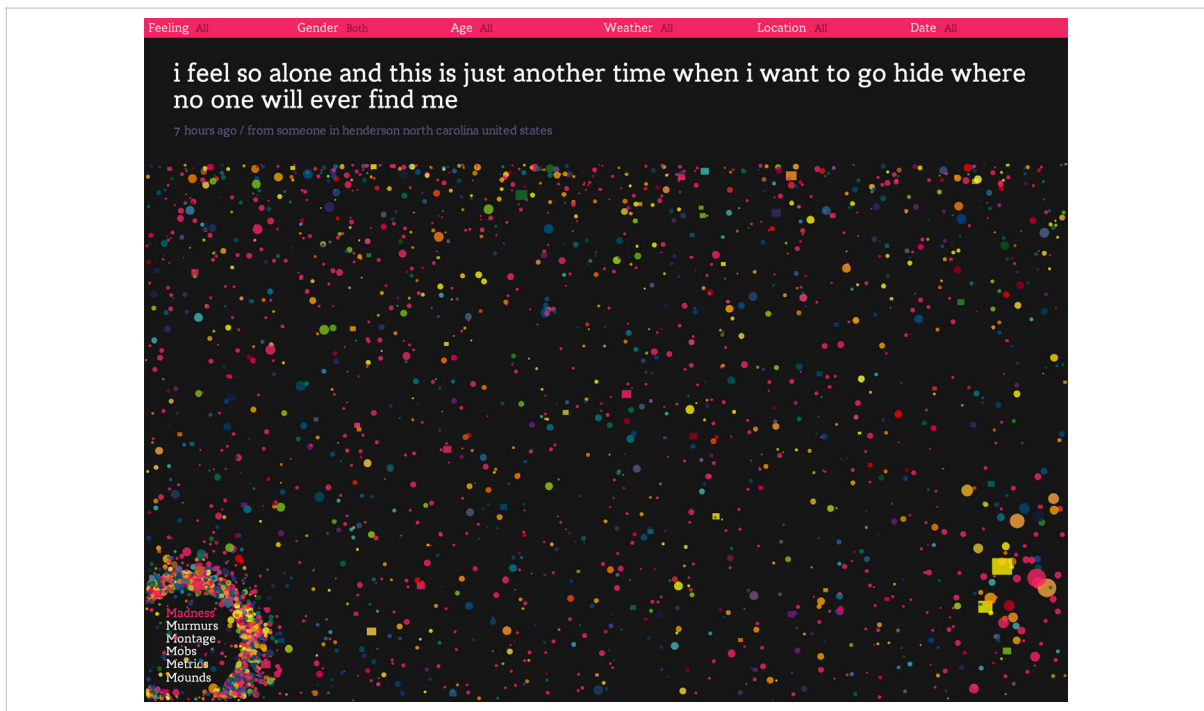 Feeling All Gender Both Age All Weather All Location All Date All
i feel so alone and this is just another time when i want to go hide where
no one will ever find me
7 hours ago / from someone in henderson north carolina united states
Madness
Murmurs
Montage
Mobs
Metrics
Mounds